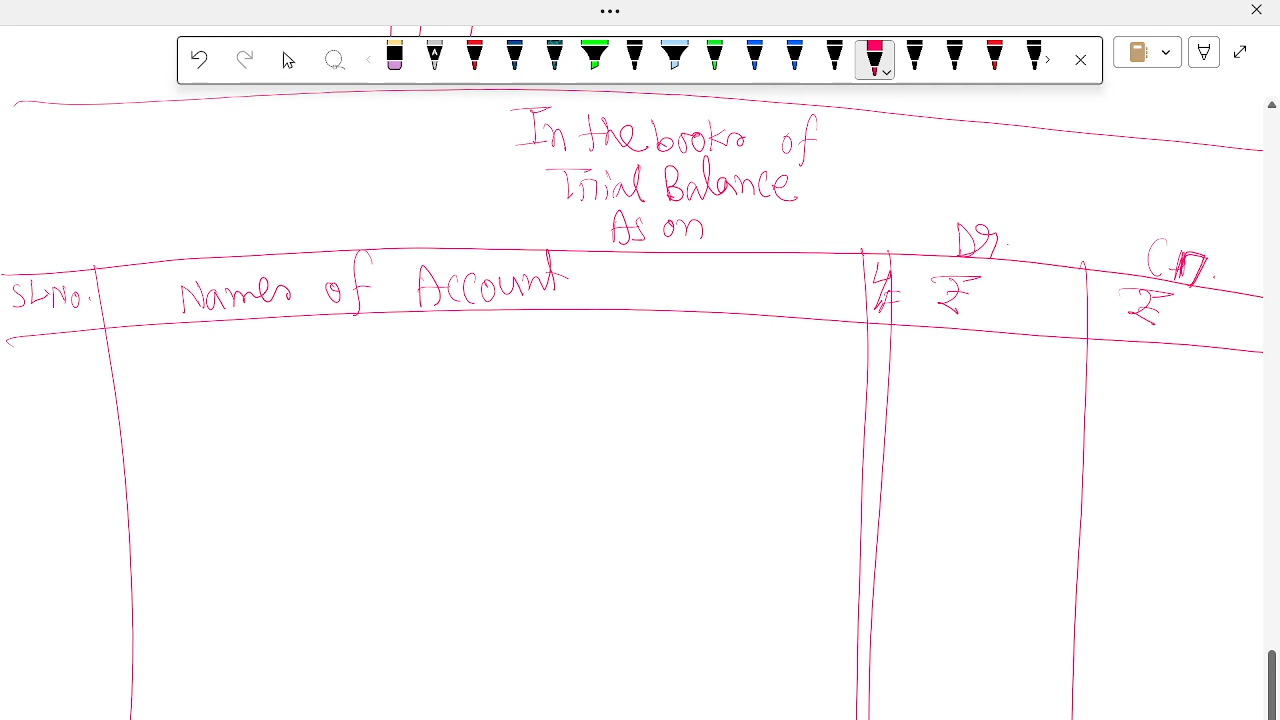 In the books of
Trial Balance
As on
Dr. Cr.
SL No. Names of Account L/F ₹ ₹